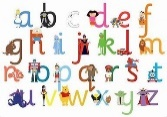 a b c d e f
g h i j k l m
n o p q r s t
u v w x y z